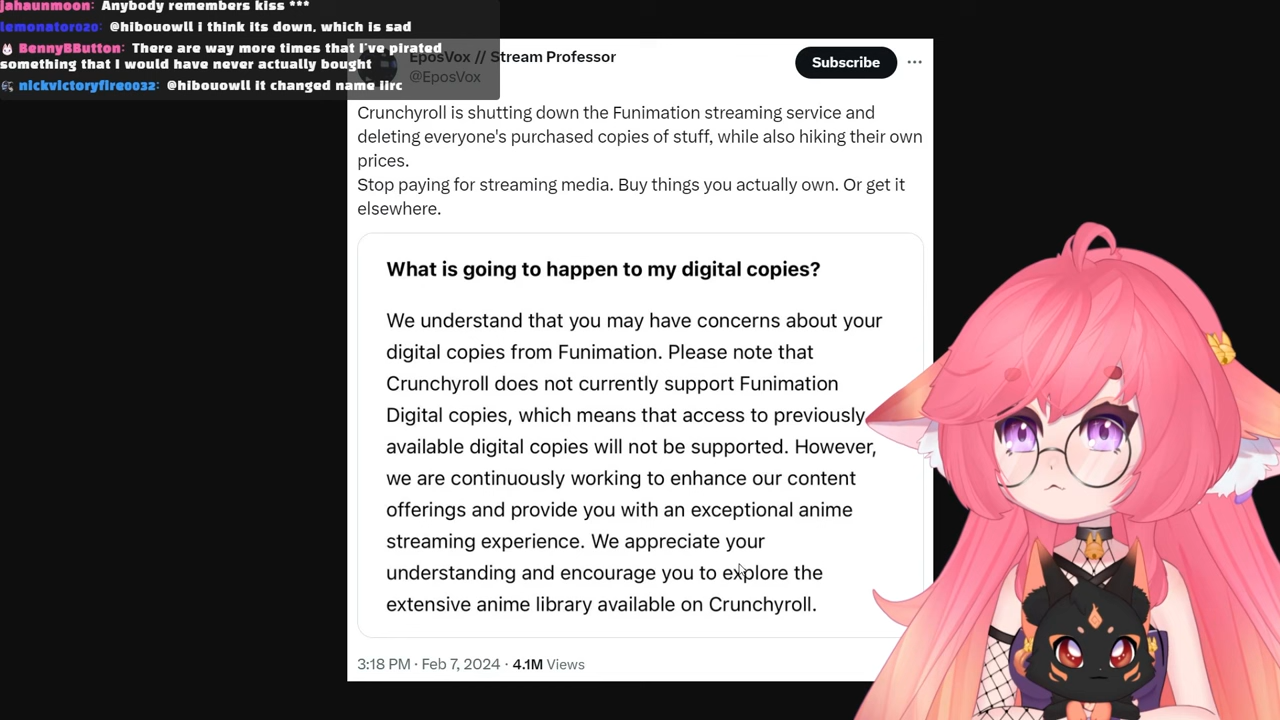 jahaunmoon: Anybody remembers kiss ***
lemonator020: @hibouowll i think its down, which is sad
BennyBButton: There are way more times that I've pirated
something that I would have never actually bought
nickvictoryfire0032: @hibouowll it changed name iirc
EposVox // Stream Professor
@EposVox
Subscribe
Crunchyroll is shutting down the Funimation streaming service and
deleting everyone's purchased copies of stuff, while also hiking their own
prices.
Stop paying for streaming media. Buy things you actually own. Or get it
elsewhere.
What is going to happen to my digital copies?
We understand that you may have concerns about your
digital copies from Funimation. Please note that
Crunchyroll does not currently support Funimation
Digital copies, which means that access to previously
available digital copies will not be supported. However,
we are continuously working to enhance our content
offerings and provide you with an exceptional anime
streaming experience. We appreciate your
understanding and encourage you to explore the
extensive anime library available on Crunchyroll.
3:18 PM · Feb 7, 2024 · 4.1M Views